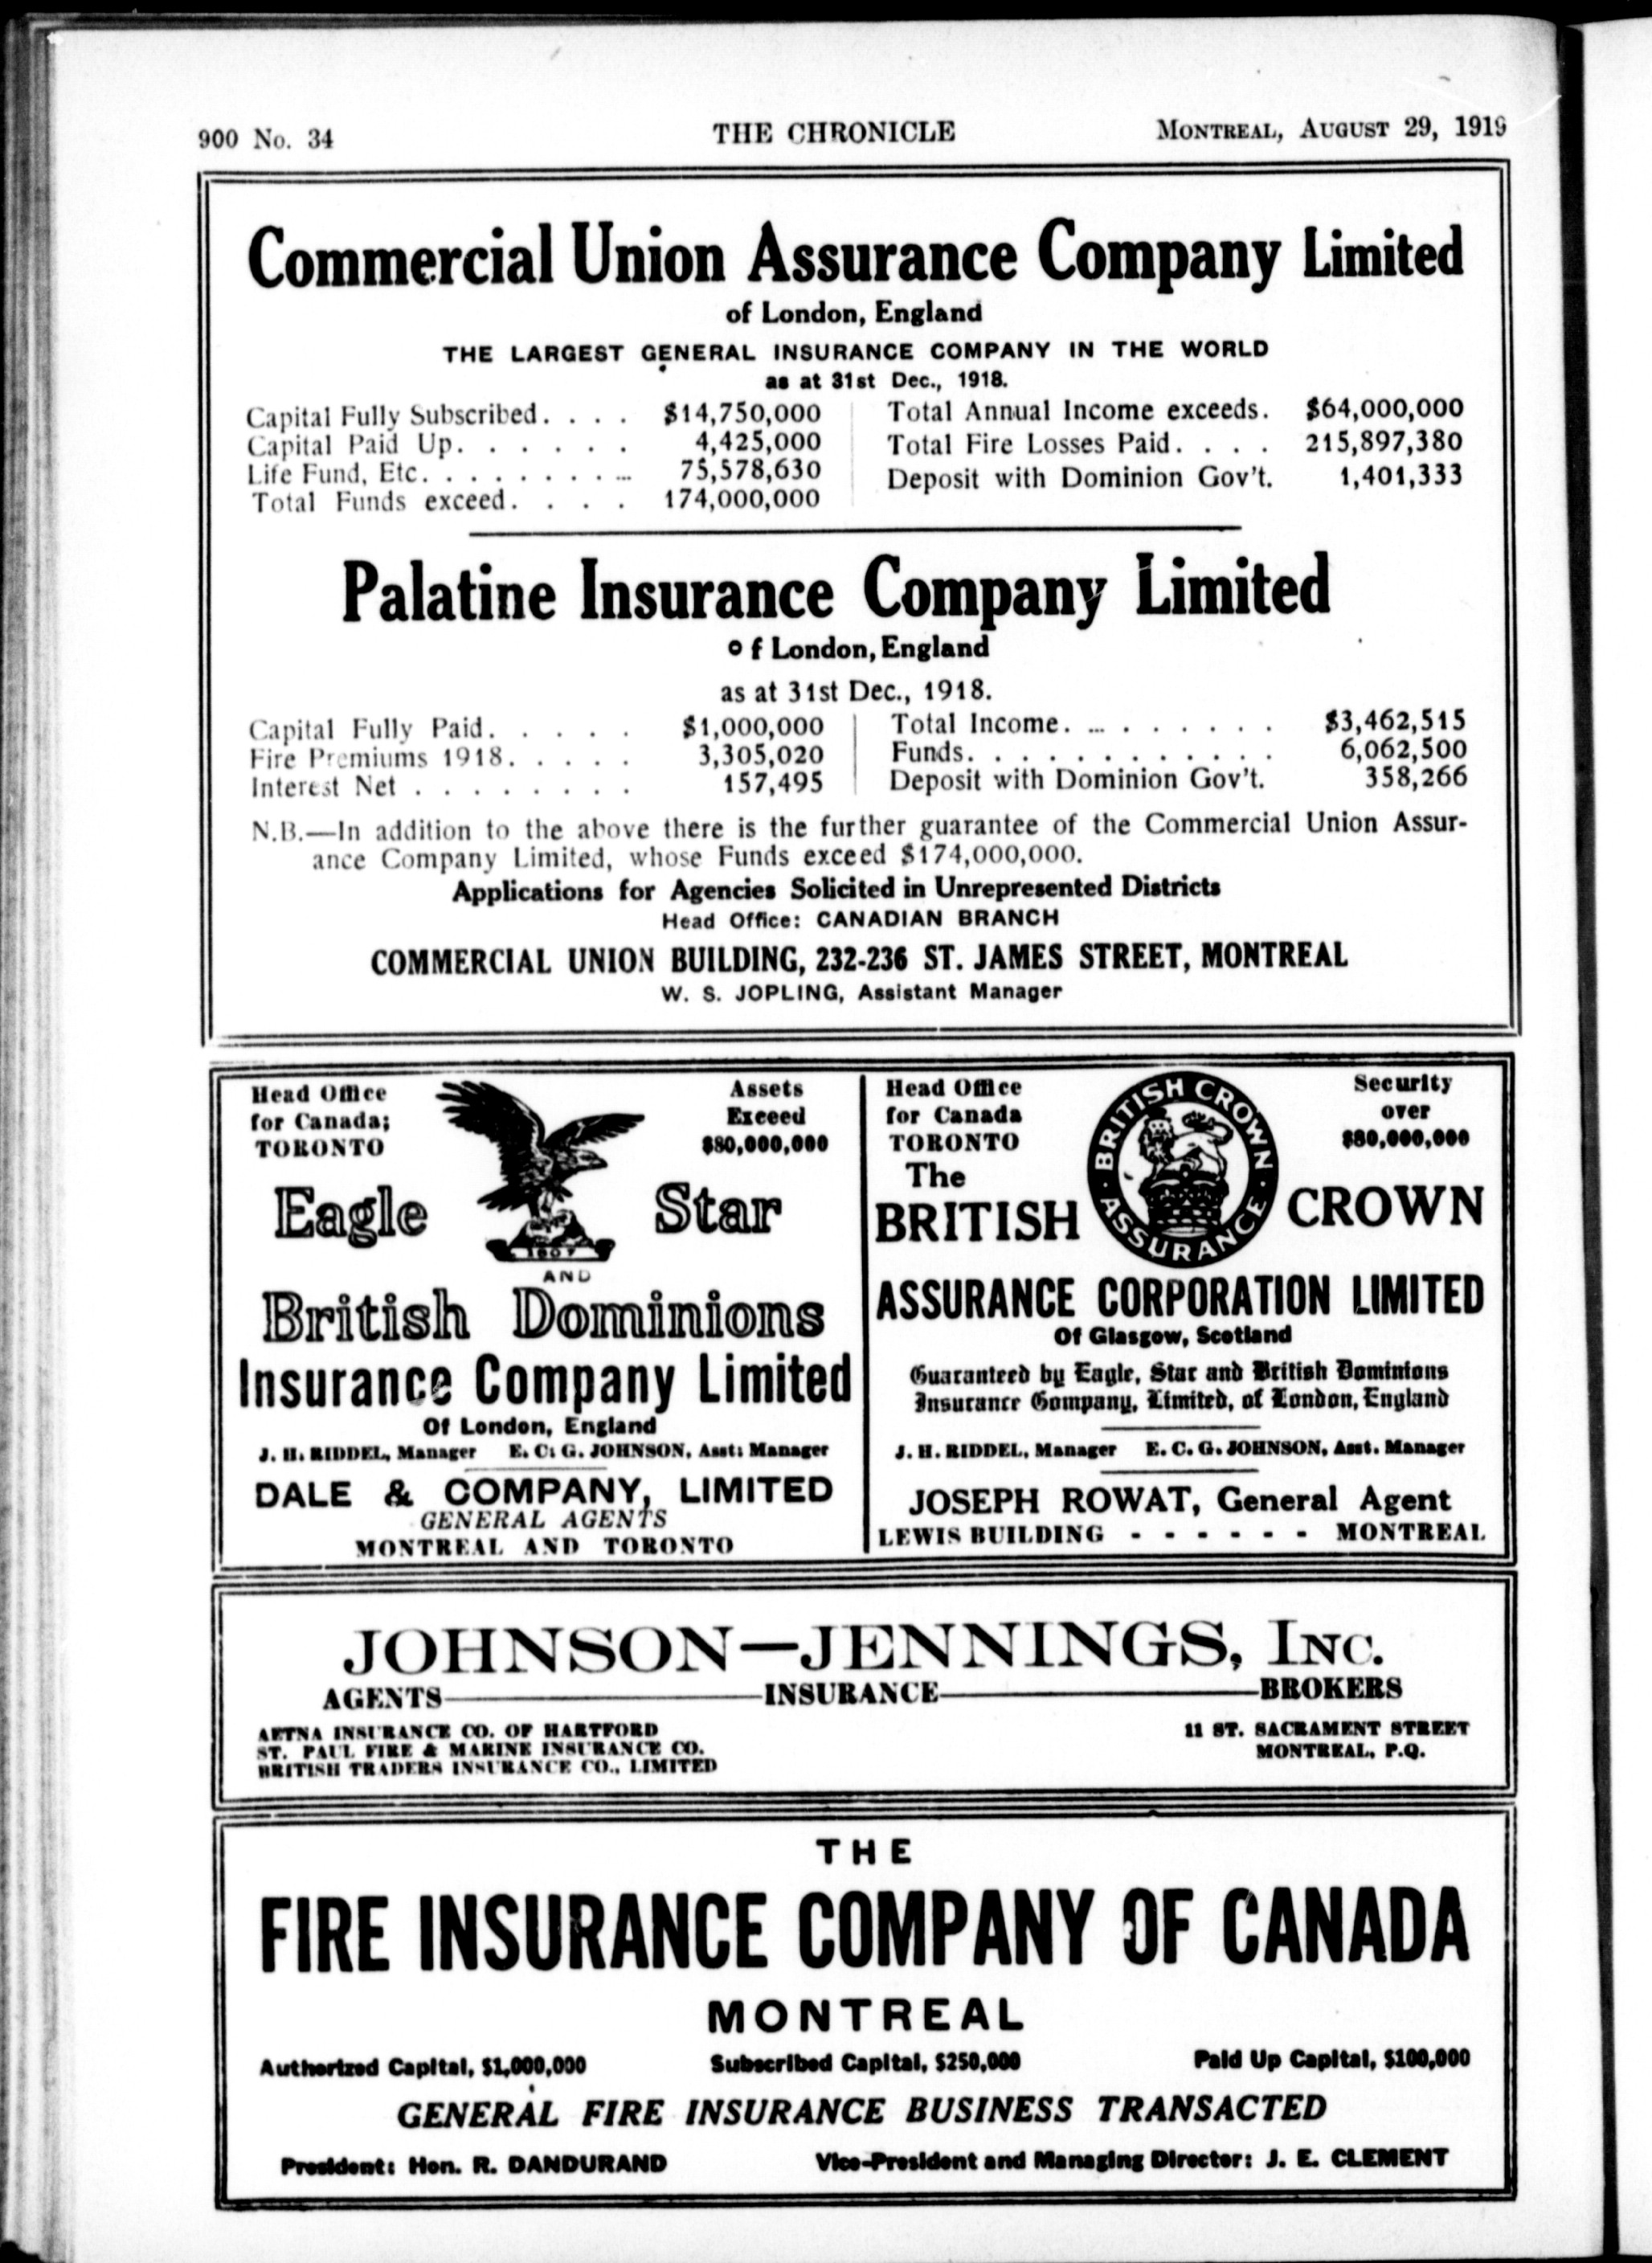 900 No. 34
THE CHRONICLE
MONTREAL, AUGUST 29, 1919
Commercial Union Assurance Company Limited
of London, England
THE LARGEST GENERAL INSURANCE COMPANY IN THE WORLD
as at 31st Dec., 1918.
Capital Fully Subscribed. . . . $14,750,000
Capital Paid Up. . . . . . . 4,425,000
Life Fund, Etc. . . . . . . . . ... 75,578,630
Total Funds exceed. . . . . 174,000,000
Total Annual Income exceeds. $64,000,000
Total Fire Losses Paid. . . . 215,897,380
Deposit with Dominion Gov't. 1,401,333
Palatine Insurance Company Limited
of London, England
as at 31st Dec., 1918.
Capital Fully Paid. . . . . . $1,000,000
Fire Premiums 1918. . . . . . 3,305,020
Interest Net . . . . . . . . 157,495
Total Income. ... . . . . . . . $3,462,515
Funds. . . . . . . . . . . . . 6,062,500
Deposit with Dominion Gov't. 358,266
N.B.—In addition to the above there is the further guarantee of the Commercial Union Assur-
ance Company Limited, whose Funds exceed $174,000,000.
Applications for Agencies Solicited in Unrepresented Districts
Head Office: CANADIAN BRANCH
COMMERCIAL UNION BUILDING, 232-236 ST. JAMES STREET, MONTREAL
W. S. JOPLING, Assistant Manager
Head Office
for Canada;
TORONTO
Assets
Exceed
$80,000,000
Eagle Star
1807
AND
British Dominions
Insurance Company Limited
Of London, England
J. H. RIDDEL, Manager E. C. G. JOHNSON, Asst. Manager
DALE & COMPANY, LIMITED
GENERAL AGENTS
MONTREAL AND TORONTO
Head Office
for Canada
TORONTO
Security
over
$80,000,000
The
BRITISH CROWN
BRITISH CROWN ASSURANCE
ASSURANCE CORPORATION LIMITED
Of Glasgow, Scotland
Guaranteed by Eagle, Star and British Dominions
Insurance Company, Limited, of London, England
J. H. RIDDEL, Manager E. C. G. JOHNSON, Asst. Manager
JOSEPH ROWAT, General Agent
LEWIS BUILDING - - - - - - MONTREAL
JOHNSON—JENNINGS, INC.
AGENTS—INSURANCE—BROKERS
AETNA INSURANCE CO. OF HARTFORD
ST. PAUL FIRE & MARINE INSURANCE CO.
BRITISH TRADERS INSURANCE CO., LIMITED
11 ST. SACRAMENT STREET
MONTREAL, P.Q.
THE
FIRE INSURANCE COMPANY OF CANADA
MONTREAL
Authorized Capital, $1,000,000 Subscribed Capital, $250,000 Paid Up Capital, $100,000
GENERAL FIRE INSURANCE BUSINESS TRANSACTED
President: Hon. R. DANDURAND Vice-President and Managing Director: J. E. CLEMENT